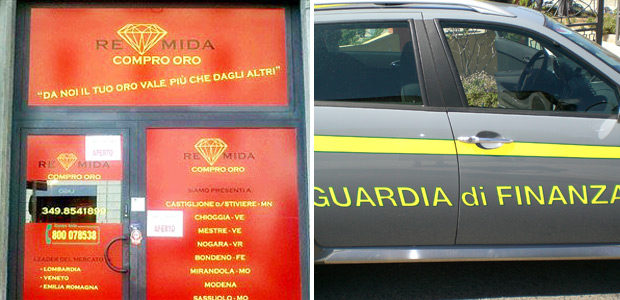 RE MIDA
COMPRO ORO
"DA NOI IL TUO ORO VALE PIÙ CHE DAGLI ALTRI"
RE MIDA
COMPRO ORO
APERTO
349.8541899
800 078538
LEADER DEL MERCATO
• LOMBARDIA
• VENETO
• EMILIA ROMAGNA
RE MIDA
COMPRO ORO
SIAMO PRESENTI A:
APERTO
CASTIGLIONE D/STIVIERE - MN
CHIOGGIA - VE
MESTRE - VE
NOGARA - VR
BONDENO - FE
MIRANDOLA - MO
MODENA
SASSUOLO - MO
GUARDIA di FINANZA